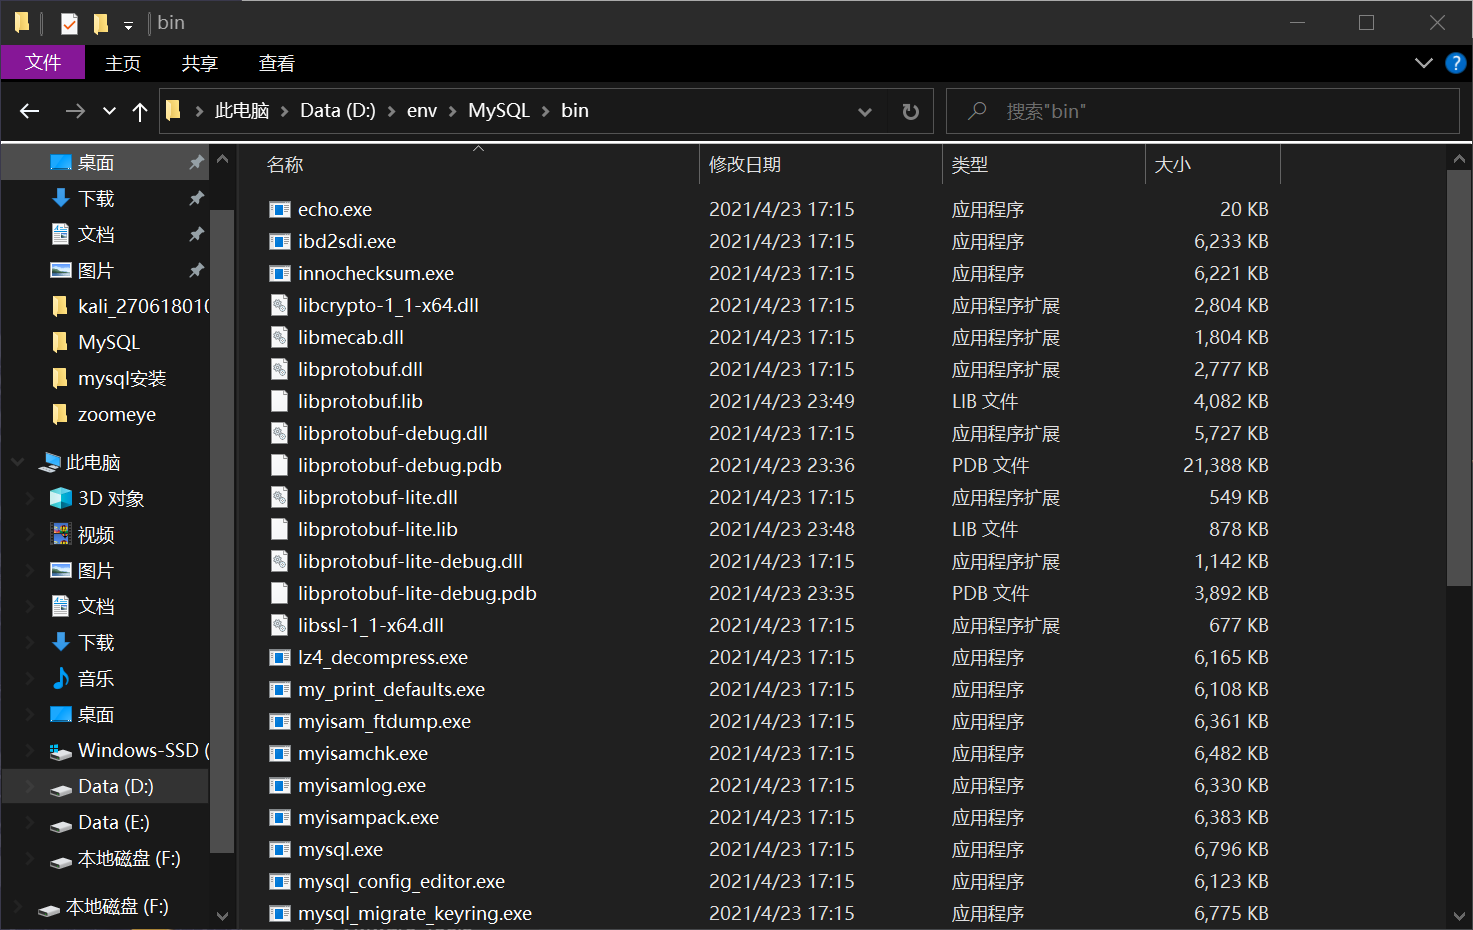 bin
文件 主页 共享 查看
此电脑 Data (D:) env MySQL bin 搜索"bin"
桌面
下载
文档
图片
kali_270618010
MySQL
mysql安装
zoomeye
此电脑
3D 对象
视频
图片
文档
下载
音乐
桌面
Windows-SSD (
Data (D:)
Data (E:)
本地磁盘 (F:)
本地磁盘 (F:)
名称 修改日期 类型 大小
echo.exe 2021/4/23 17:15 应用程序 20 KB
ibd2sdi.exe 2021/4/23 17:15 应用程序 6,233 KB
innochecksum.exe 2021/4/23 17:15 应用程序 6,221 KB
libcrypto-1_1-x64.dll 2021/4/23 17:15 应用程序扩展 2,804 KB
libmecab.dll 2021/4/23 17:15 应用程序扩展 1,804 KB
libprotobuf.dll 2021/4/23 17:15 应用程序扩展 2,777 KB
libprotobuf.lib 2021/4/23 23:49 LIB 文件 4,082 KB
libprotobuf-debug.dll 2021/4/23 17:15 应用程序扩展 5,727 KB
libprotobuf-debug.pdb 2021/4/23 23:36 PDB 文件 21,388 KB
libprotobuf-lite.dll 2021/4/23 17:15 应用程序扩展 549 KB
libprotobuf-lite.lib 2021/4/23 23:48 LIB 文件 878 KB
libprotobuf-lite-debug.dll 2021/4/23 17:15 应用程序扩展 1,142 KB
libprotobuf-lite-debug.pdb 2021/4/23 23:35 PDB 文件 3,892 KB
libssl-1_1-x64.dll 2021/4/23 17:15 应用程序扩展 677 KB
lz4_decompress.exe 2021/4/23 17:15 应用程序 6,165 KB
my_print_defaults.exe 2021/4/23 17:15 应用程序 6,108 KB
myisam_ftdump.exe 2021/4/23 17:15 应用程序 6,361 KB
myisamchk.exe 2021/4/23 17:15 应用程序 6,482 KB
myisamlog.exe 2021/4/23 17:15 应用程序 6,330 KB
myisampack.exe 2021/4/23 17:15 应用程序 6,383 KB
mysql.exe 2021/4/23 17:15 应用程序 6,796 KB
mysql_config_editor.exe 2021/4/23 17:15 应用程序 6,123 KB
mysql_migrate_keyring.exe 2021/4/23 17:15 应用程序 6,775 KB